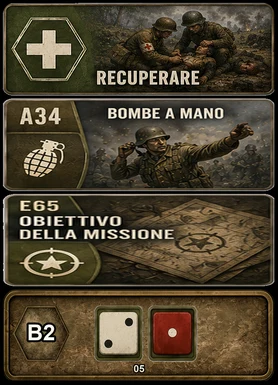 RECUPERARE
A34
BOMBE A MANO
E65
OBIETTIVO
DELLA MISSIONE
B2
05